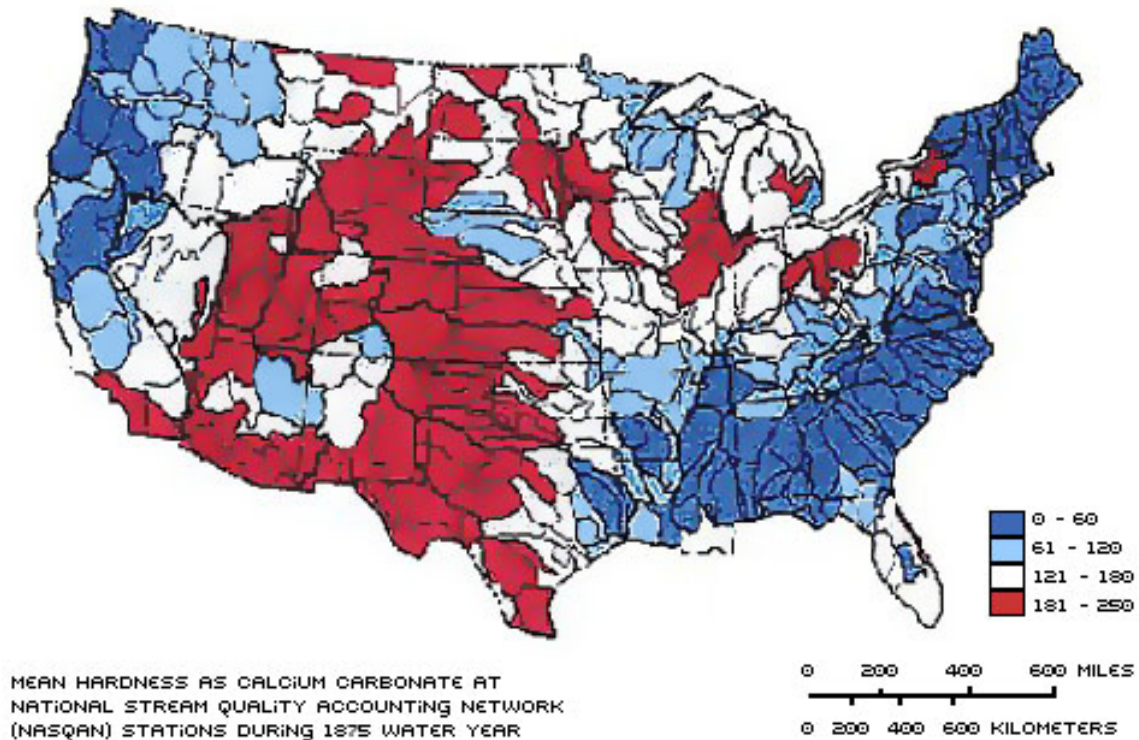 0 - 60
61 - 120
121 - 180
181 - 250
MEAN HARDNESS AS CALCIUM CARBONATE AT
NATIONAL STREAM QUALITY ACCOUNTING NETWORK
(NASQAN) STATIONS DURING 1875 WATER YEAR
0 200 400 600 MILES
0 200 400 600 KILOMETERS